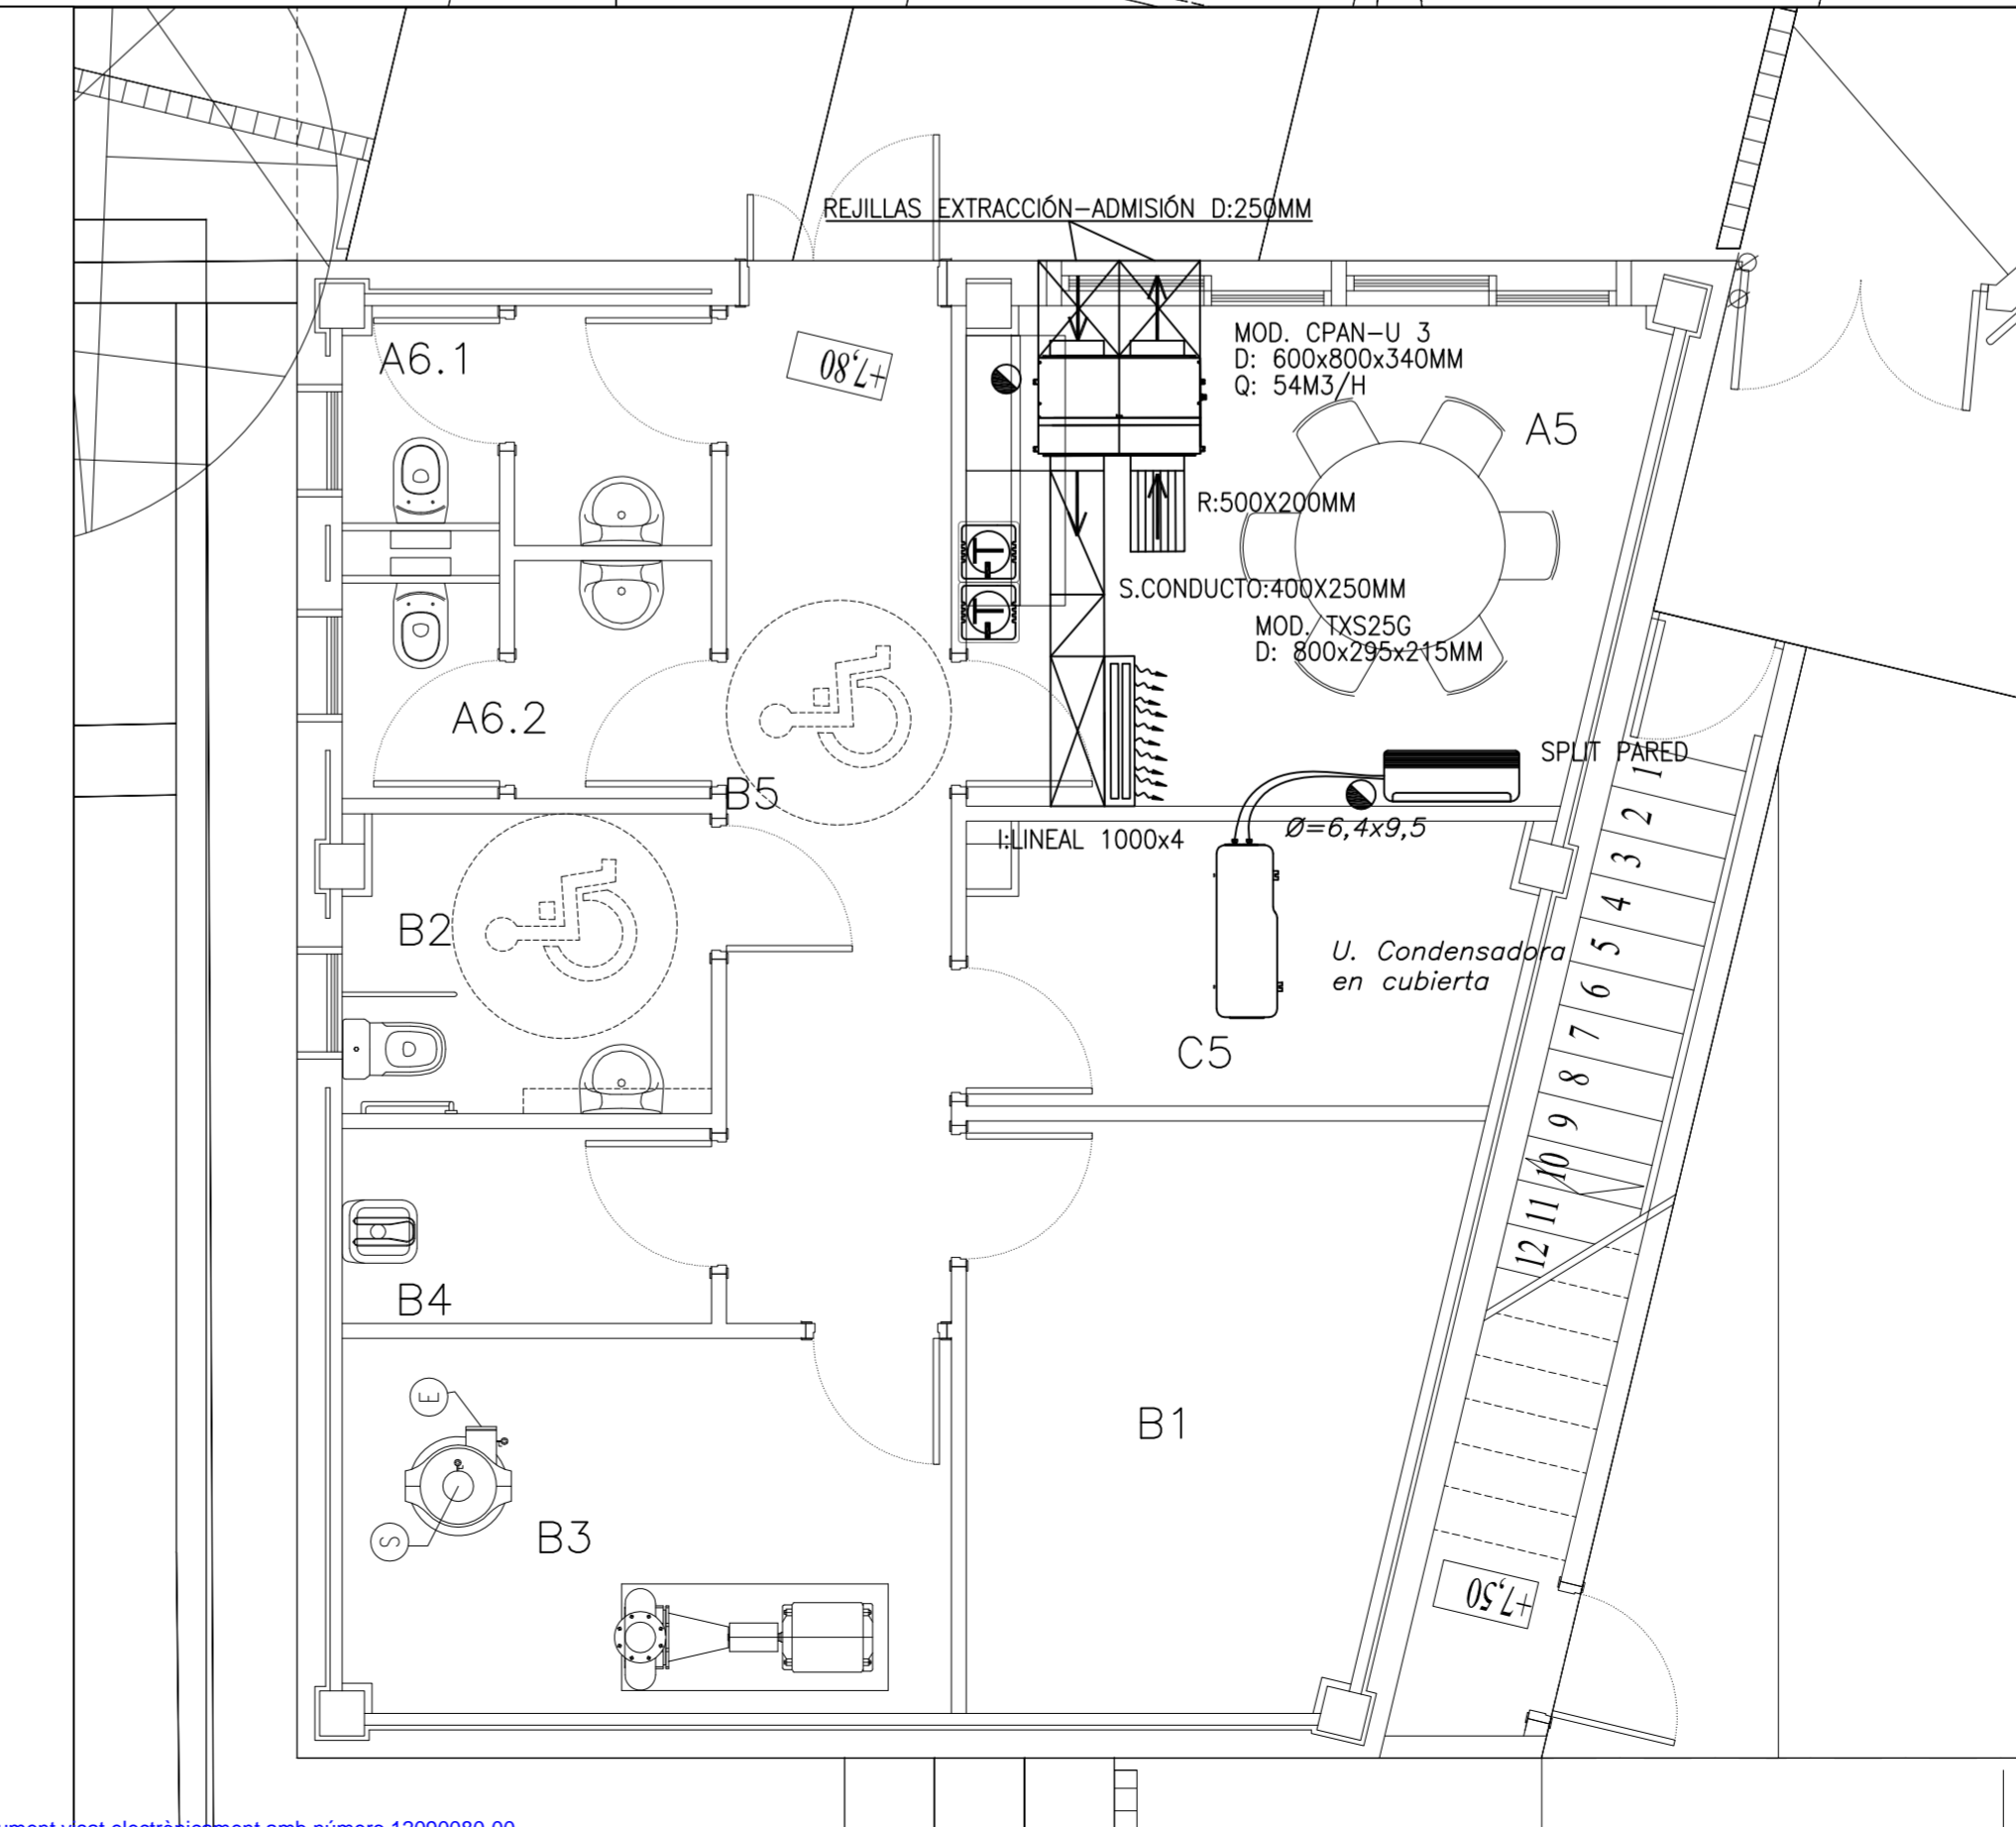 REJILLAS EXTRACCIÓN-ADMISIÓN D:250MM
MOD. CPAN-U 3
D: 600x800x340MM
Q: 54M3/H
A6.1
+7,80
A5
R:500X200MM
S.CONDUCTO:400X250MM
MOD. TXS25G
D: 800x295x215MM
A6.2
SPLIT PARED
B5
Ø=6,4x9,5
I:LINEAL 1000x4
B2
U. Condensadora
en cubierta
C5
1
2
3
4
5
6
7
8
9
10
11
12
B4
E
B1
S
B3
+7,50